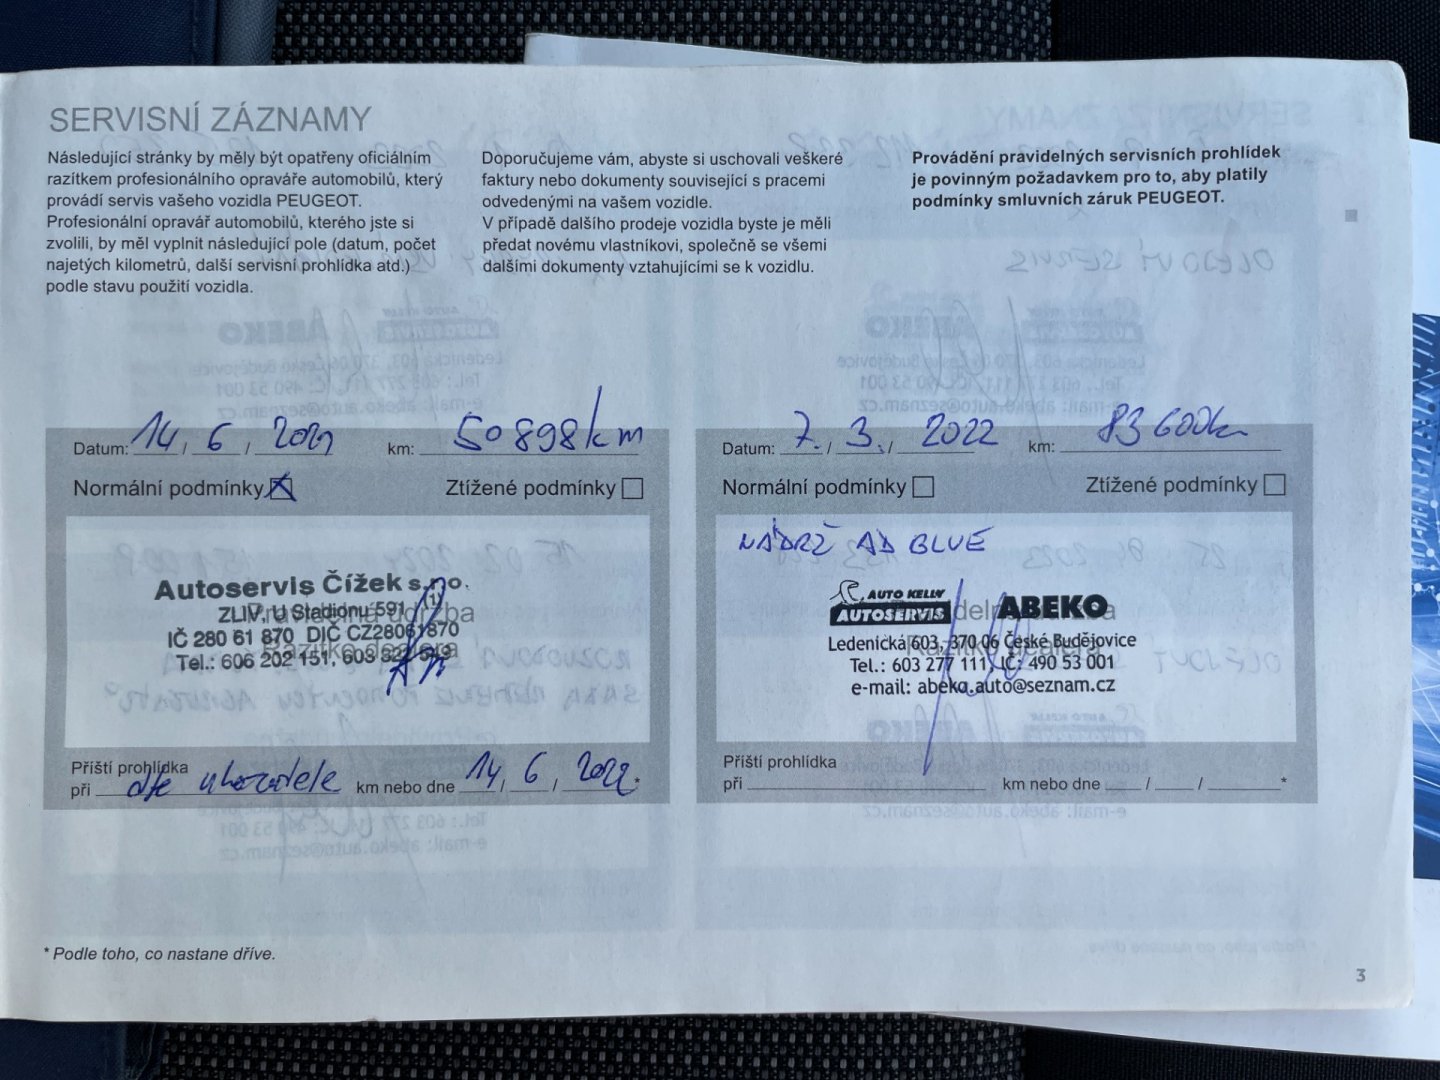 SERVISNÍ ZÁZNAMY
Následující stránky by měly být opatřeny oficiálním
razítkem profesionálního opraváře automobilů, který
provádí servis vašeho vozidla PEUGEOT.
Profesionální opravář automobilů, kterého jste si
zvolili, by měl vyplnit následující pole (datum, počet
najetých kilometrů, další servisní prohlídka atd.)
podle stavu použití vozidla.
Doporučujeme vám, abyste si uschovali veškeré
faktury nebo dokumenty související s pracemi
odvedenými na vašem vozidle.
V případě dalšího prodeje vozidla byste je měli
předat novému vlastníkovi, společně se všemi
dalšími dokumenty vztahujícími se k vozidlu.
Provádění pravidelných servisních prohlídek
je povinným požadavkem pro to, aby platily
podmínky smluvních záruk PEUGEOT.
Datum: 14 / 6 / 2021 km: 50 898 km
Normální podmínky Ztížené podmínky
Autoservis Čížek s.r.o.
ZLIV, U Stadionu 591
IČ 280 61 870 DIČ CZ28061870
Tel.: 606 202 151, 603
Pravidelná údržba
Razítko dealera
Příští prohlídka
při dle ukazatele km nebo dne 14 / 6 / 2022 *
Datum: 7. / 3. / 2022 km: 83 600 km
Normální podmínky Ztížené podmínky
NÁDRŽ AD BLUE
AUTO KELLY
AUTOSERVIS ABEKO
Ledenická 603, 370 06 České Budějovice
Tel.: 603 277 111, IČ: 490 53 001
e-mail: abeko.auto@seznam.cz
Příští prohlídka
při km nebo dne / / *
* Podle toho, co nastane dříve.
3